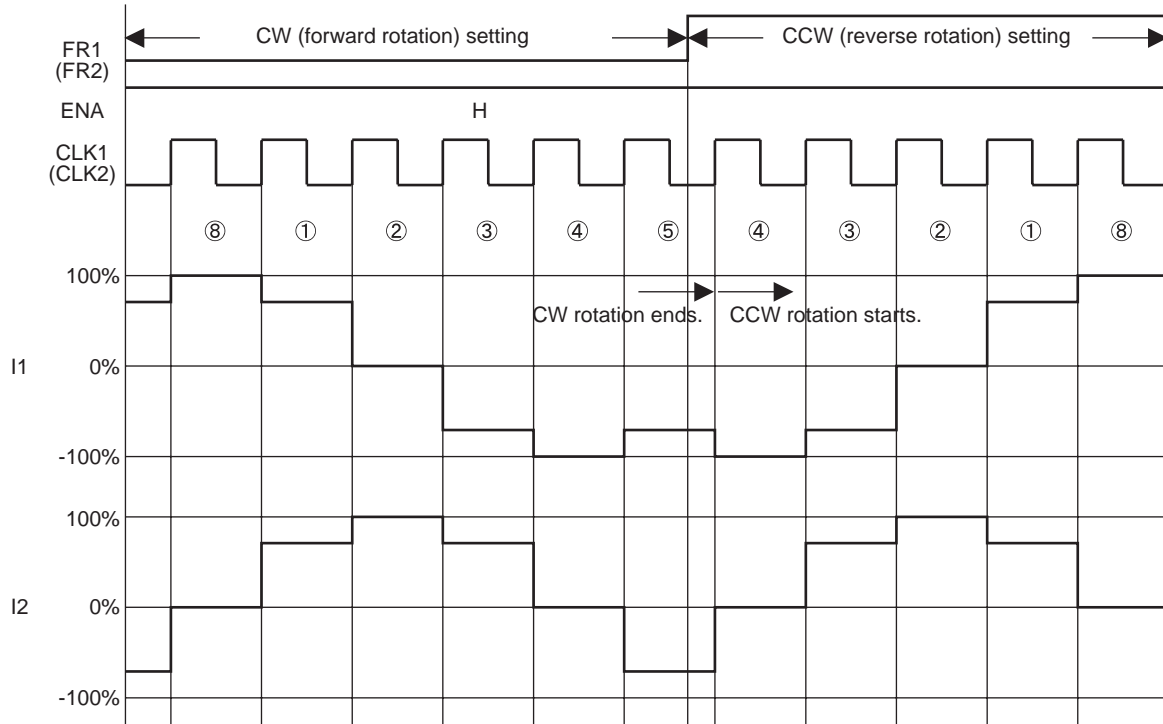 CW (forward rotation) setting
CCW (reverse rotation) setting
FR1
(FR2)
ENA
H
CLK1
(CLK2)
⑧ ① ② ③ ④ ⑤ ④ ③ ② ① ⑧
100%
CW rotation ends.
CCW rotation starts.
I1
0%
-100%
100%
I2
0%
-100%